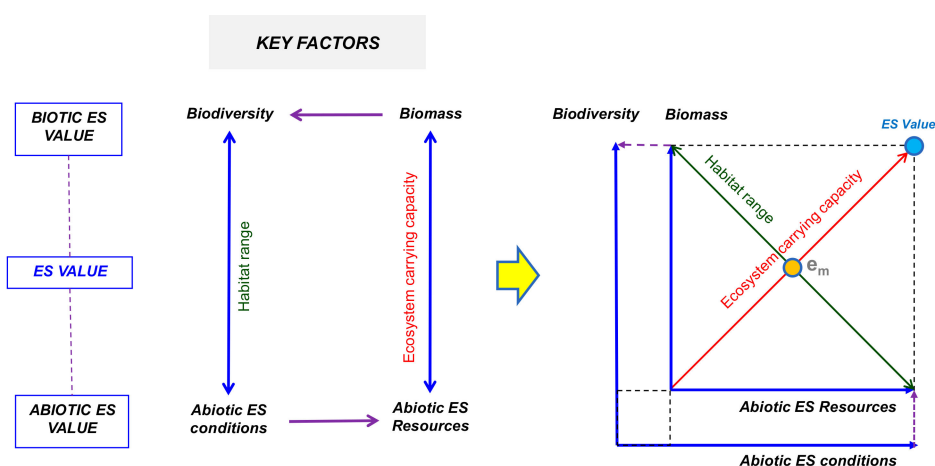 KEY FACTORS
BIOTIC ES
VALUE
ES VALUE
ABIOTIC ES
VALUE
Biodiversity
Biomass
Habitat range
Ecosystem carrying capacity
Abiotic ES
conditions
Abiotic ES
Resources
Biodiversity
Biomass
ES Value
Habitat range
Ecosystem carrying capacity
em
Abiotic ES Resources
Abiotic ES conditions